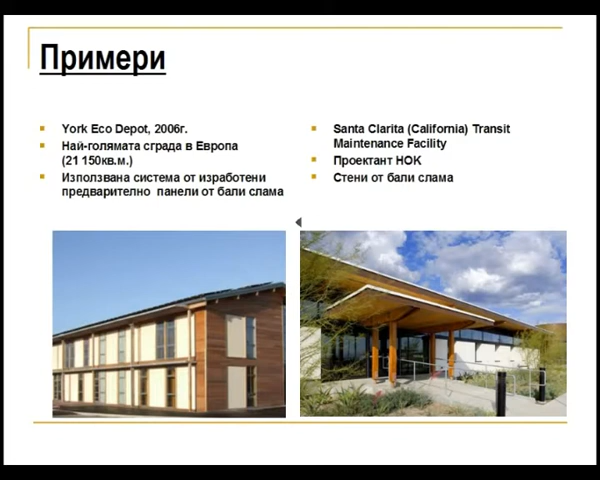 Примери
York Eco Depot, 2006г.
Най-голямата сграда в Европа
(21 150кв.м.)
Използвана система от изработени
предварително панели от бали слама
Santa Clarita (California) Transit
Maintenance Facility
Проектант HOK
Стени от бали слама